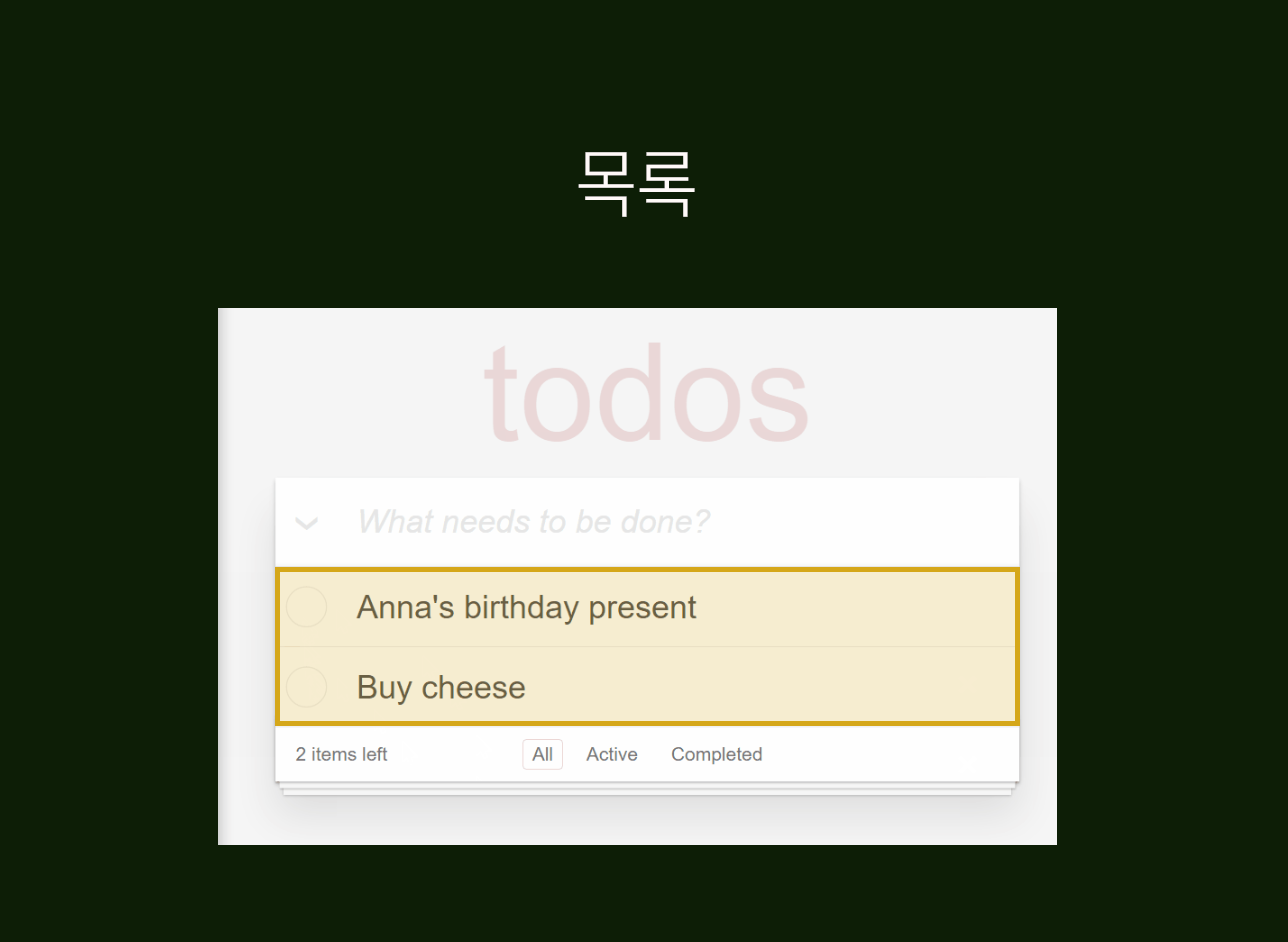 목록
todos
What needs to be done?
Anna's birthday present
Buy cheese
2 items left All Active Completed